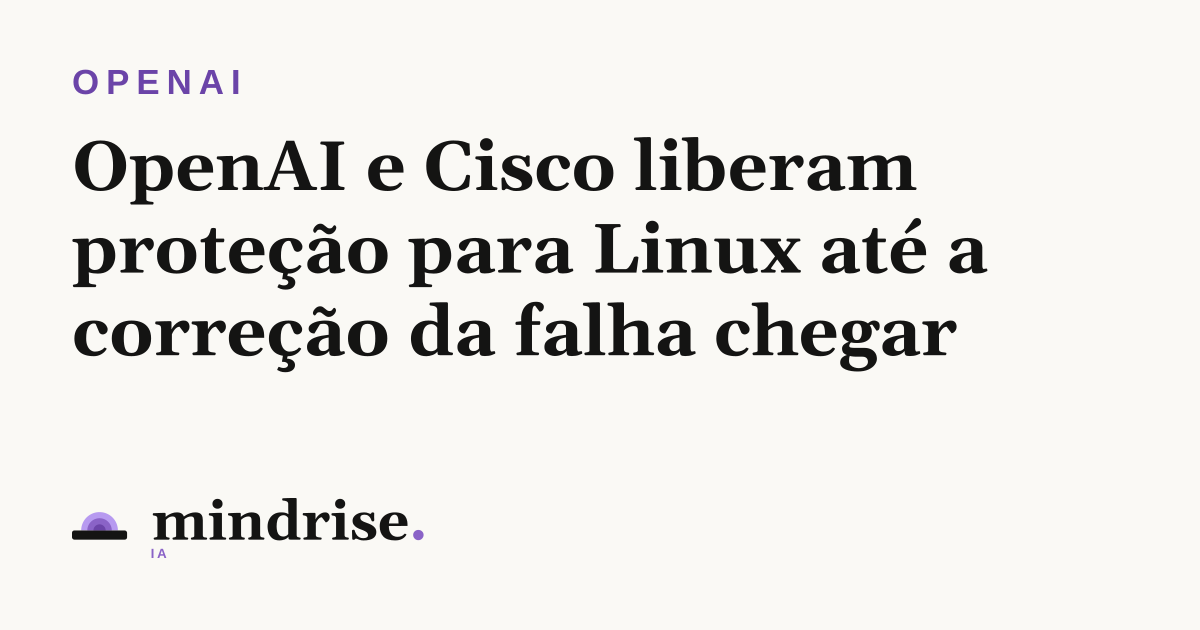 OPENAI
OpenAI e Cisco liberam
proteção para Linux até a
correção da falha chegar
mindrise.
IA